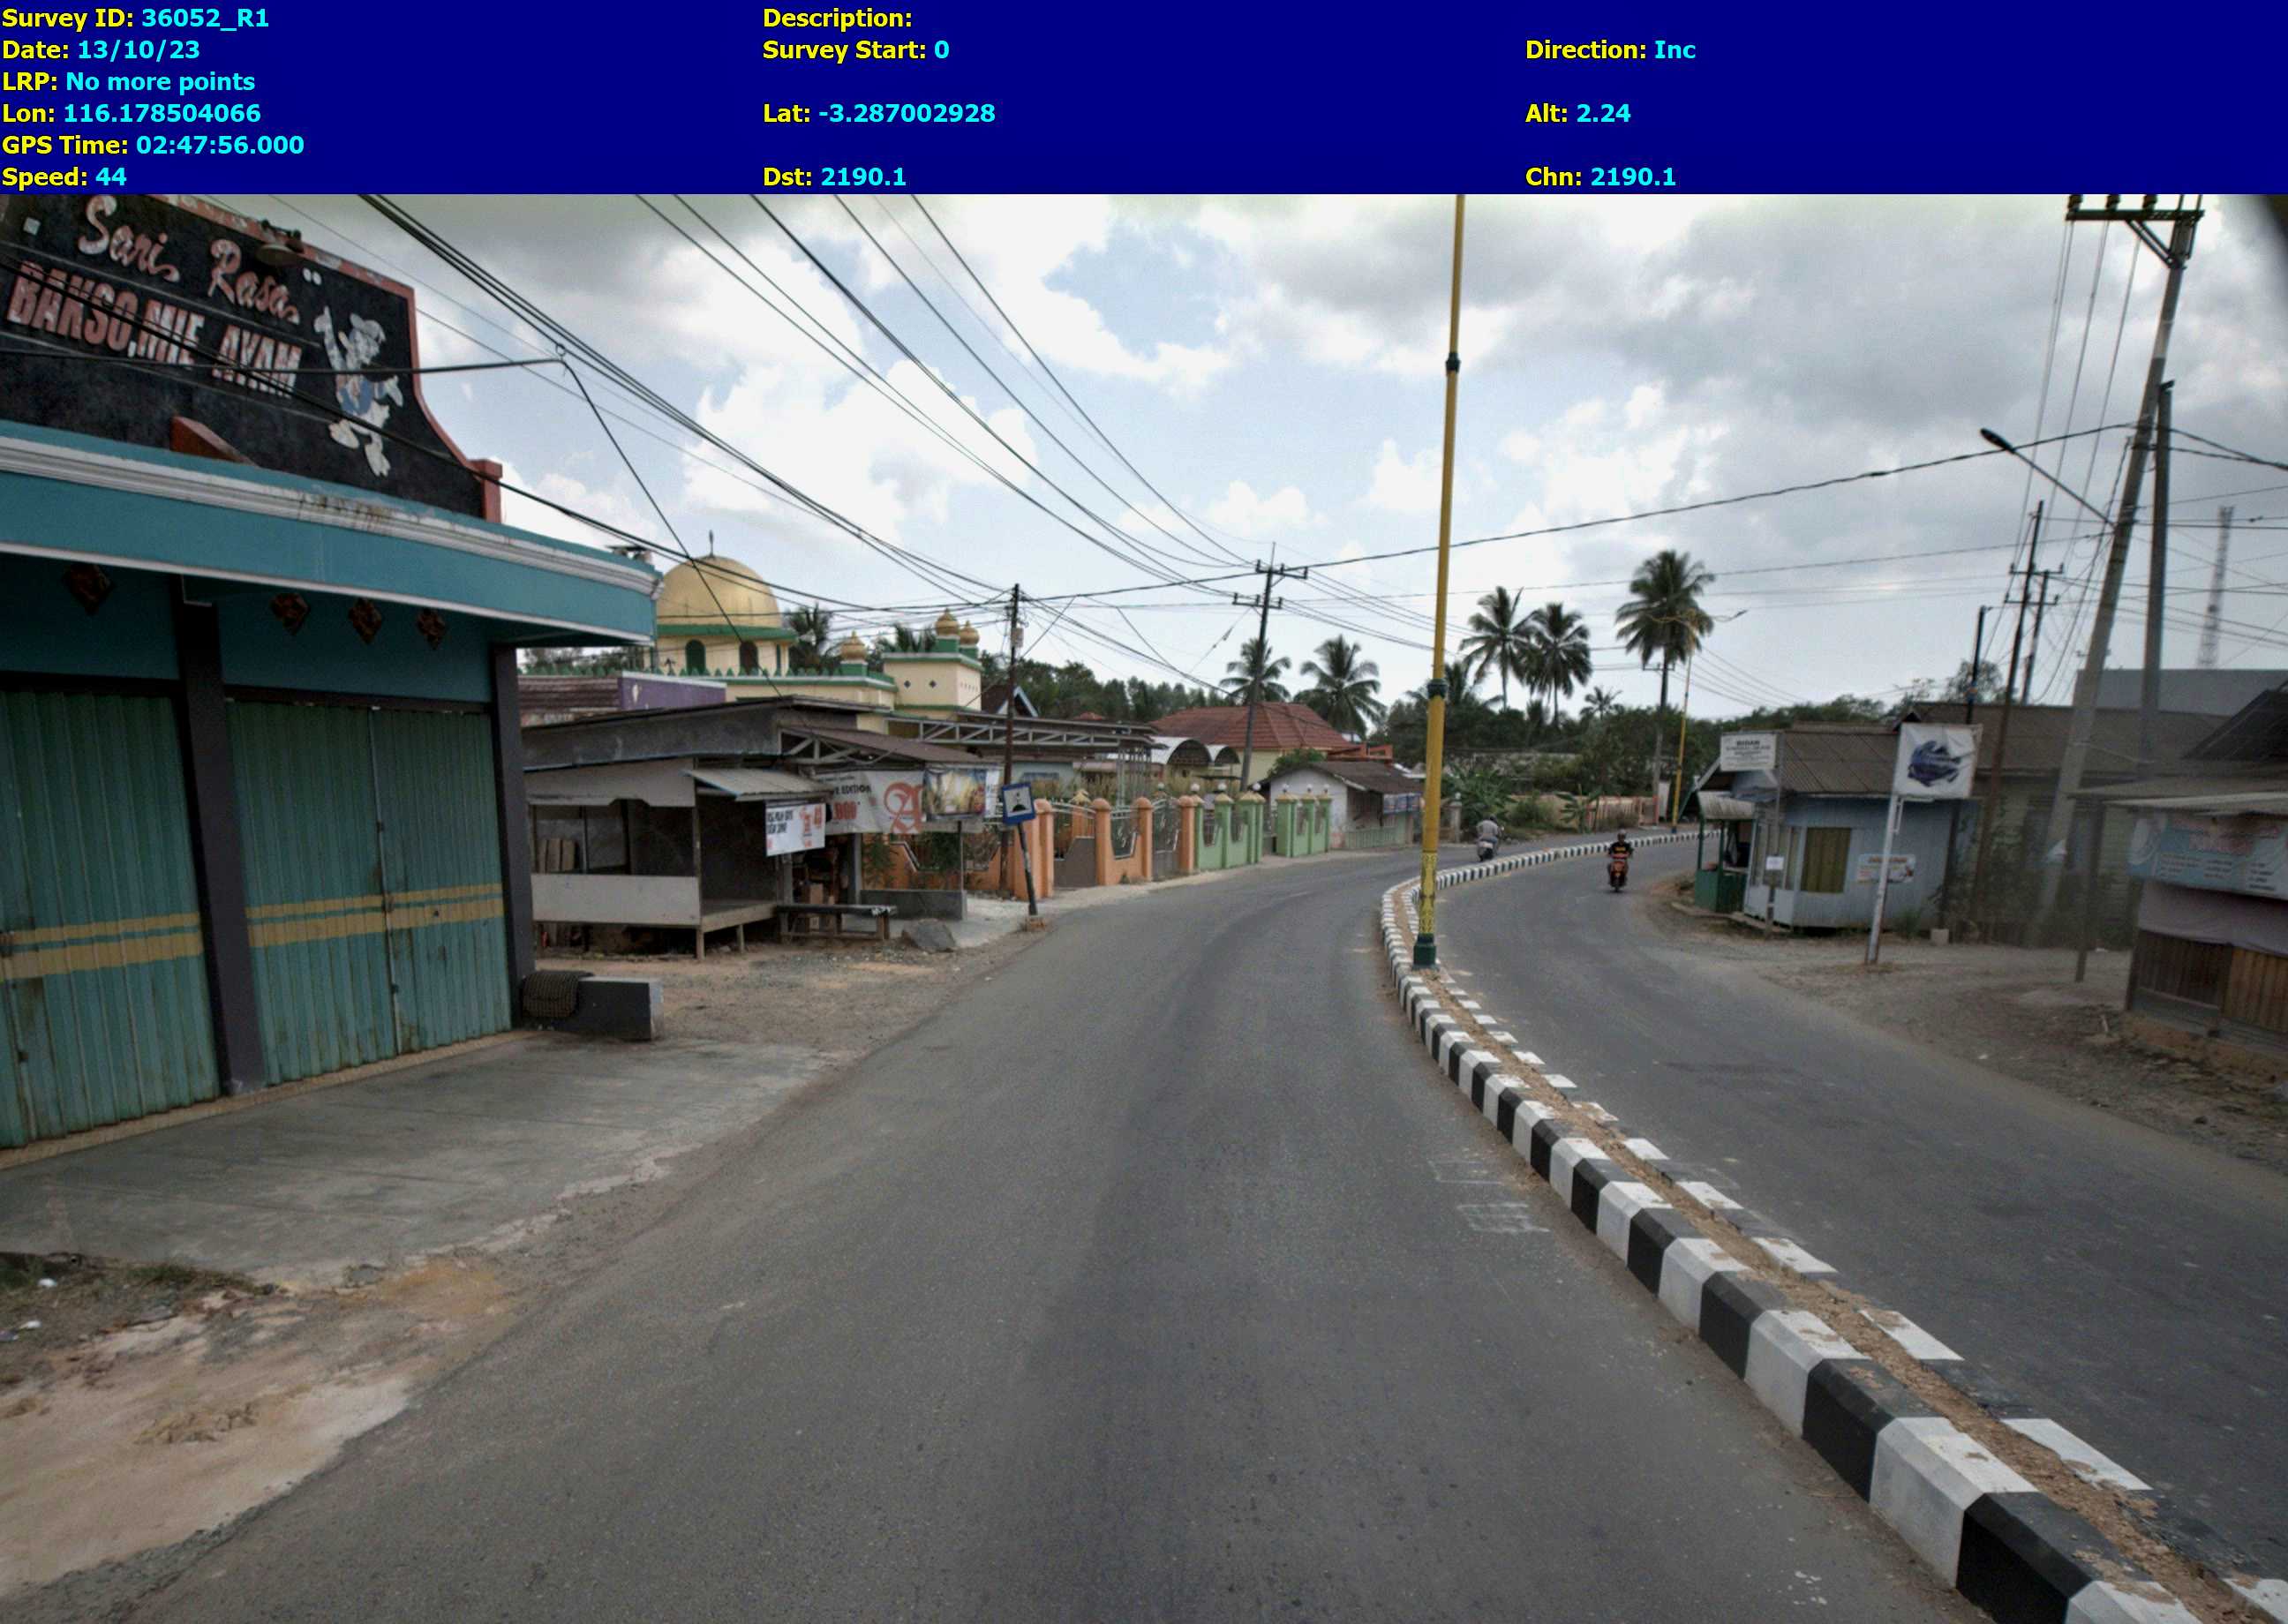 Survey ID: 36052_R1
Description:
Date: 13/10/23
Survey Start: 0
Direction: Inc
LRP: No more points
Lon: 116.178504066
Lat: -3.287002928
Alt: 2.24
GPS Time: 02:47:56.000
Speed: 44
Dst: 2190.1
Chn: 2190.1
Sari Rasa
BAKSO, MIE AYAM
EDITION
A